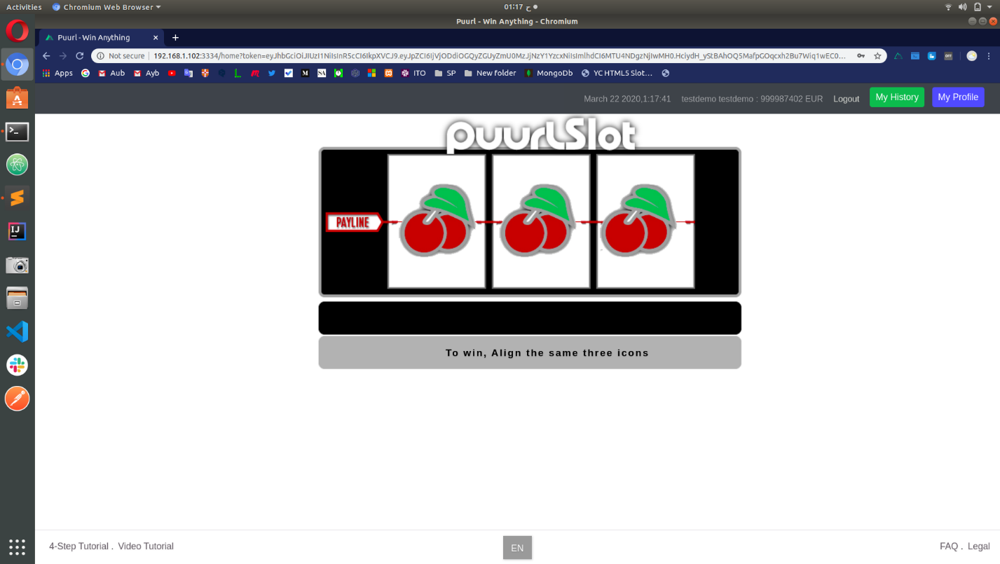 Activities Chromium Web Browser 01:17 ح
Puurl - Win Anything - Chromium
Puurl - Win Anything
Not secure 192.168.1.102:3334/home?token=eyJhbGciOiJIUzI1NiIsInR5cCI6IkpXVCJ9.eyJpZCI6IjVjODdiOGQyZGUyZmU0MzJjNzY1YzcxNiIsImlhdCI6MTU4NDgzNjIwMH0.HciydH_yStBAhOQ5MafpGOqcxh2Bu7Wiq1wEC0...
Apps Aub Ayb L M SA ITO SP New folder MongoDb YC HTML5 Slot...
March 22 2020,1:17:41 testdemo testdemo : 999987402 EUR Logout My History My Profile
puurLSlot
PAYLINE
To win, Align the same three icons
4-Step Tutorial . Video Tutorial EN FAQ . Legal